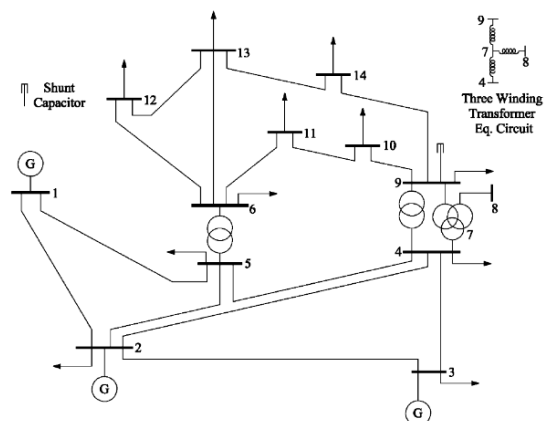 13
9
7
8
4
Three Winding
Transformer
Eq. Circuit
Shunt
Capacitor
12
14
11
10
G
1
6
9
8
7
5
4
2
G
3
G